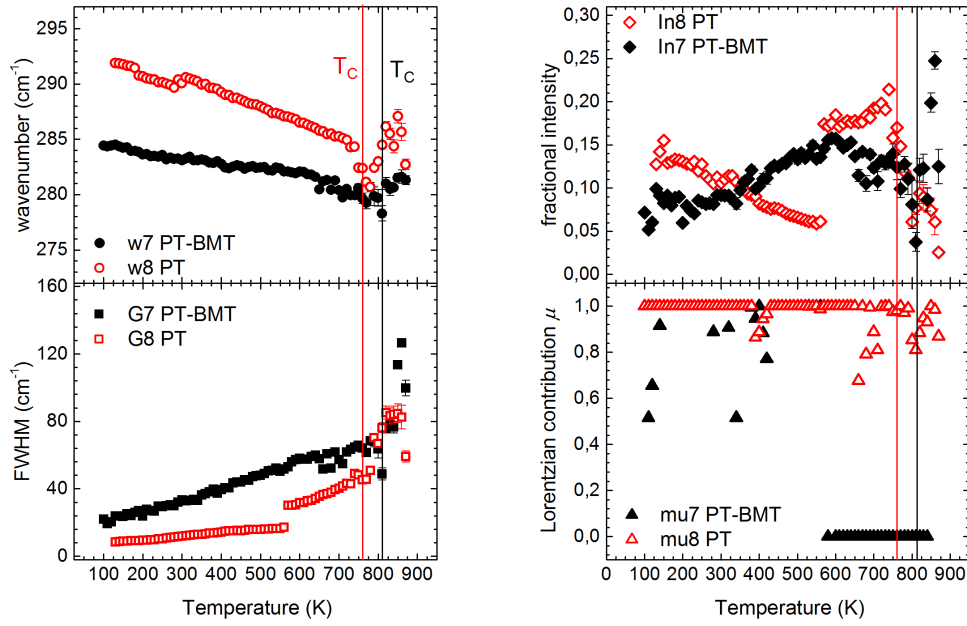 295
290
285
280
275
wavenumber (cm⁻¹)
T_C
T_C
w7 PT-BMT
w8 PT
160
120
80
40
0
FWHM (cm⁻¹)
G7 PT-BMT
G8 PT
100 200 300 400 500 600 700 800 900
Temperature (K)
0,30
0,25
0,20
0,15
0,10
0,05
0,00
fractional intensity
In8 PT
In7 PT-BMT
1,0
0,8
0,6
0,4
0,2
0,0
Lorentzian contribution μ
mu7 PT-BMT
mu8 PT
0 100 200 300 400 500 600 700 800 900
Temperature (K)